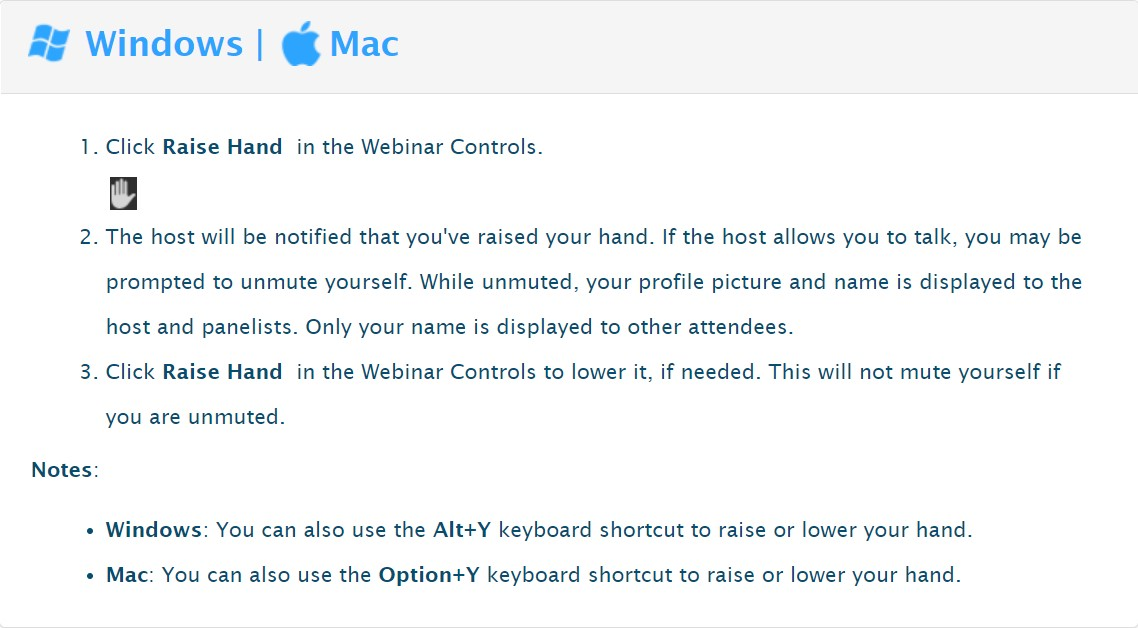 Windows | Mac
1. Click Raise Hand in the Webinar Controls.
2. The host will be notified that you've raised your hand. If the host allows you to talk, you may be
prompted to unmute yourself. While unmuted, your profile picture and name is displayed to the
host and panelists. Only your name is displayed to other attendees.
3. Click Raise Hand in the Webinar Controls to lower it, if needed. This will not mute yourself if
you are unmuted.
Notes:
• Windows: You can also use the Alt+Y keyboard shortcut to raise or lower your hand.
• Mac: You can also use the Option+Y keyboard shortcut to raise or lower your hand.